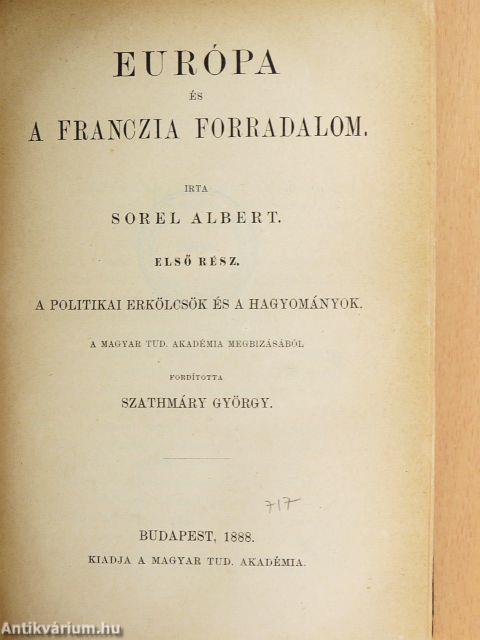 EURÓPA
ÉS
A FRANCZIA FORRADALOM.
IRTA
SOREL ALBERT.
ELSŐ RÉSZ.
A POLITIKAI ERKÖLCSÖK ÉS A HAGYOMÁNYOK.
A MAGYAR TUD. AKADÉMIA MEGBIZÁSÁBÓL
FORDÍTOTTA
SZATHMÁRY GYÖRGY.
717
BUDAPEST, 1888.
KIADJA A MAGYAR TUD. AKADÉMIA.
Antikvárium.hu